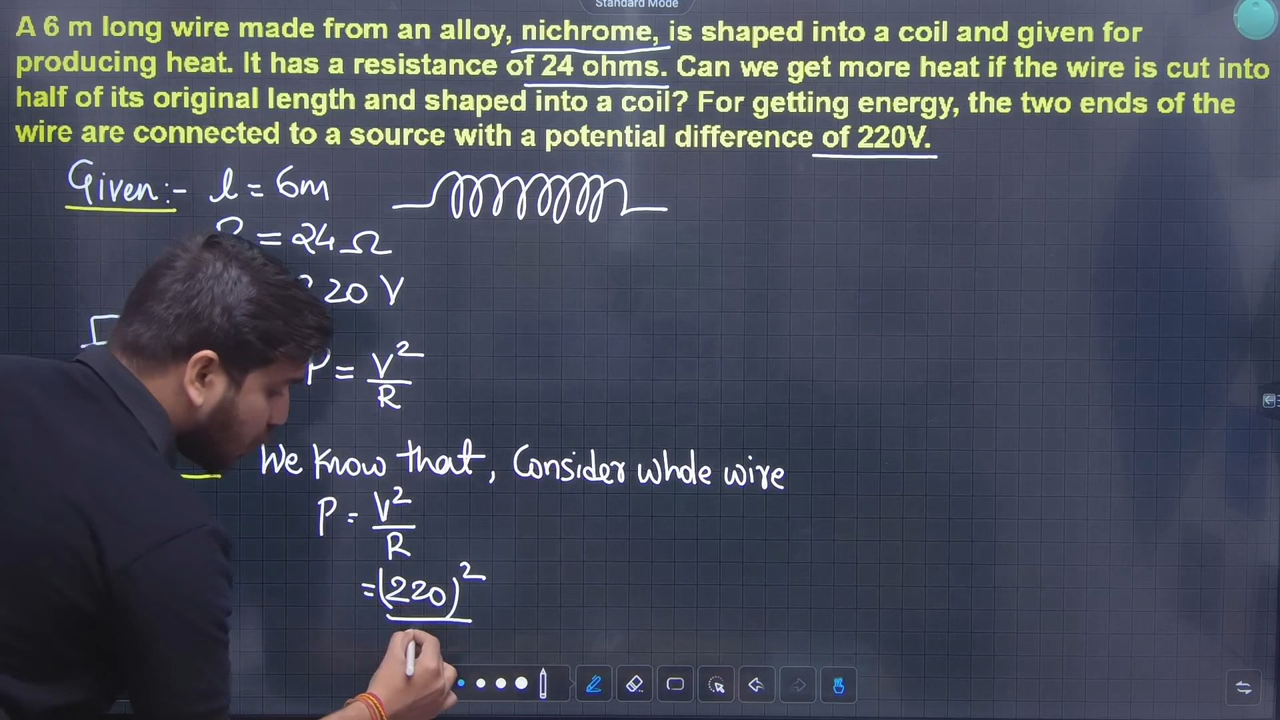 Standard Mode
A 6 m long wire made from an alloy, nichrome, is shaped into a coil and given for
producing heat. It has a resistance of 24 ohms. Can we get more heat if the wire is cut into
half of its original length and shaped into a coil? For getting energy, the two ends of the
wire are connected to a source with a potential difference of 220V.
Given:- l = 6m
= 24 Ω
20 V
P = V²/R
We know that, Consider whole wire
P = V²/R
= (220)²